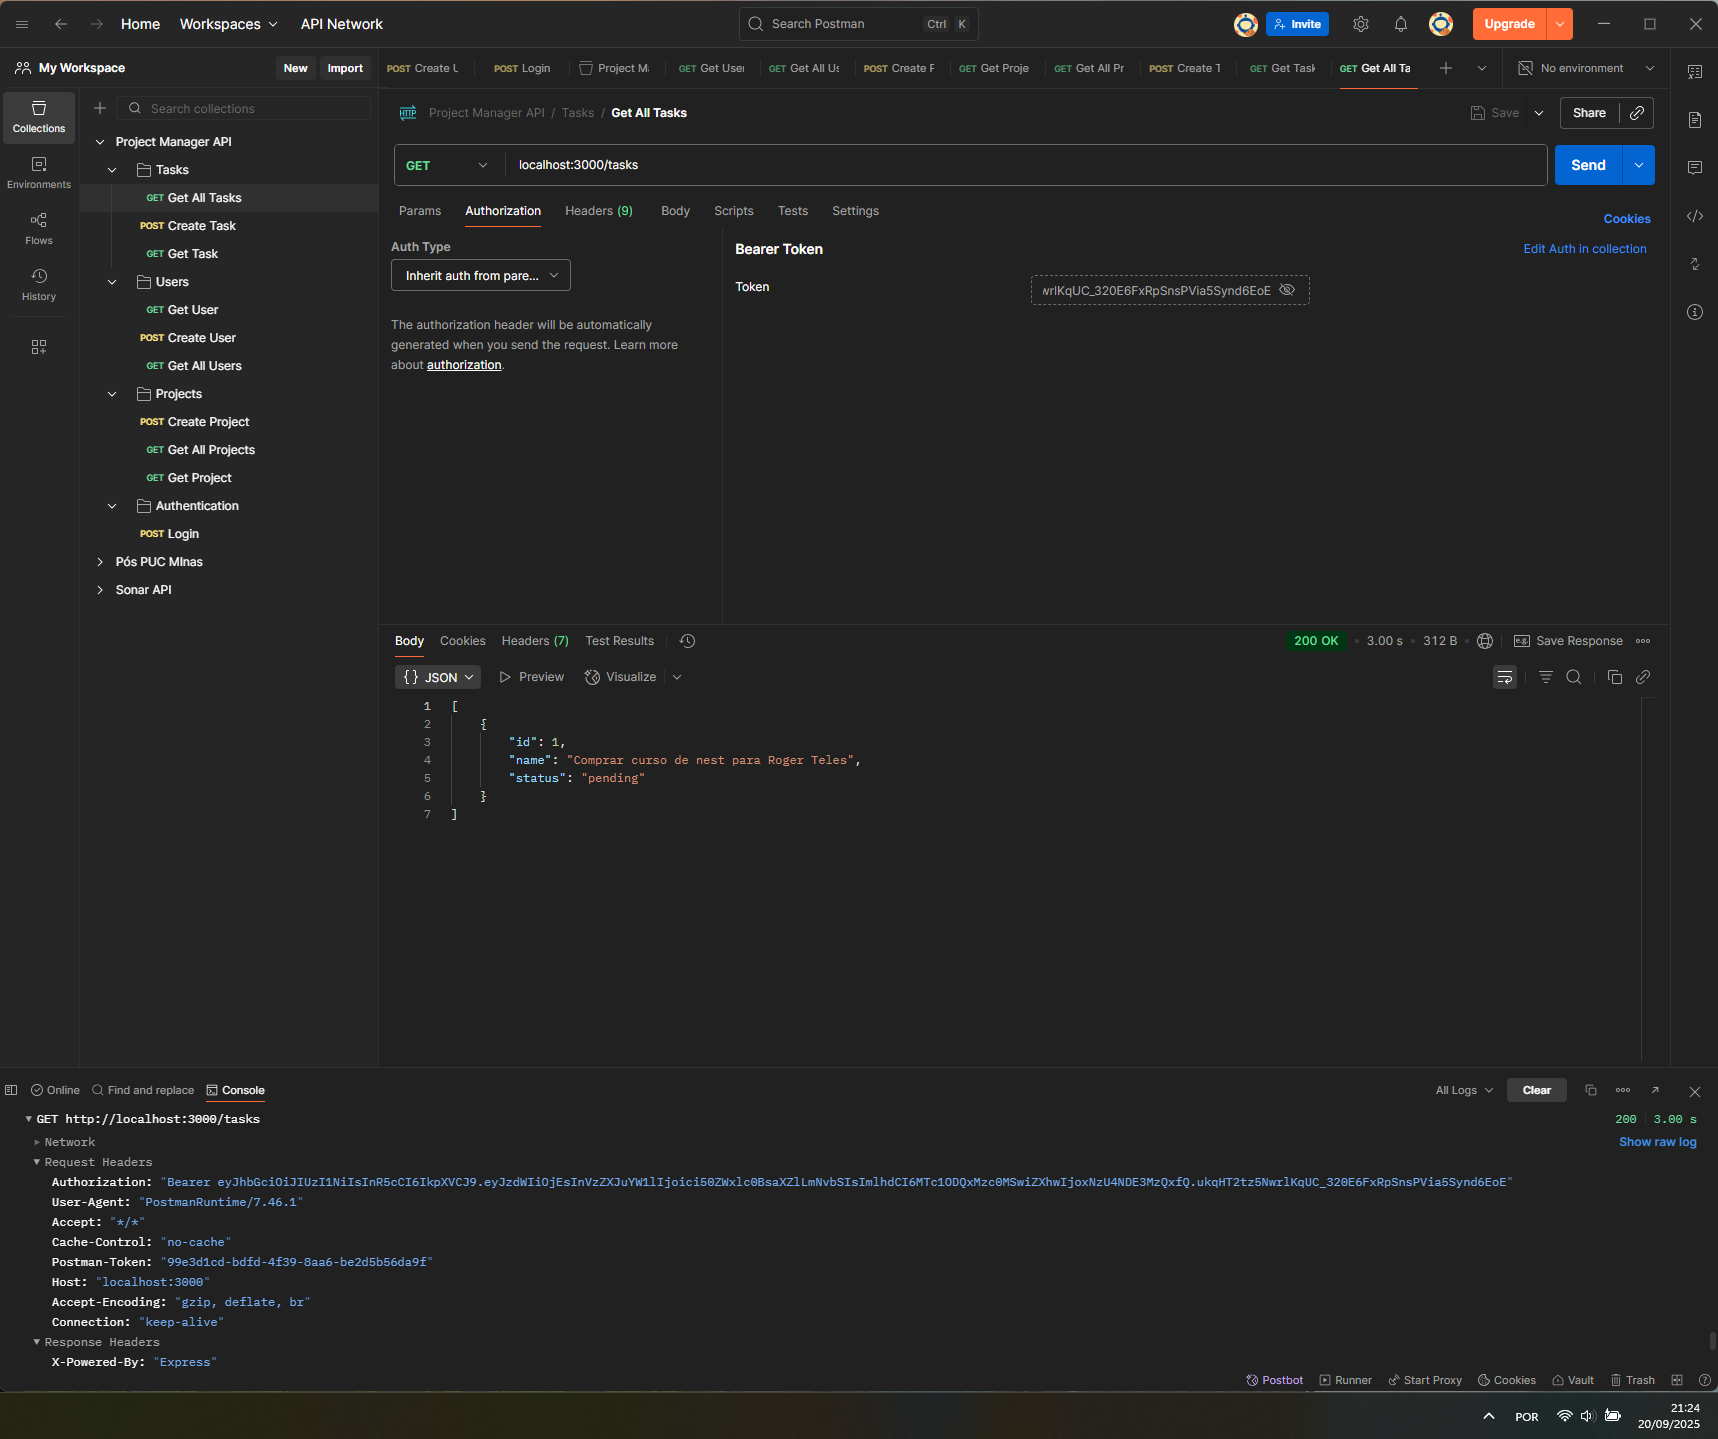 Home Workspaces API Network Search Postman Ctrl K Invite Upgrade
My Workspace New Import POST Create U POST Login Project Ma GET Get User GET Get All Us POST Create P GET Get Proje GET Get All Pr POST Create T GET Get Task GET Get All Ta No environment
Collections
Environments
Flows
History
Search collections
Project Manager API
Tasks
GET Get All Tasks
POST Create Task
GET Get Task
Users
GET Get User
POST Create User
GET Get All Users
Projects
POST Create Project
GET Get All Projects
GET Get Project
Authentication
POST Login
Pós PUC MInas
Sonar API
HTTP Project Manager API / Tasks / Get All Tasks Save Share
GET localhost:3000/tasks Send
Params Authorization Headers (9) Body Scripts Tests Settings Cookies
Auth Type
Inherit auth from pare...
The authorization header will be automatically
generated when you send the request. Learn more
about authorization.
Bearer Token Edit Auth in collection
Token wrlKqUC_320E6FxRpSnsPVia5Synd6EoE
Body Cookies Headers (7) Test Results 200 OK • 3.00 s • 312 B • e.g. Save Response
{} JSON Preview Visualize
1 [
2 {
3 "id": 1,
4 "name": "Comprar curso de nest para Roger Teles",
5 "status": "pending"
6 }
7 ]
Online Find and replace Console All Logs Clear
GET http://localhost:3000/tasks 200 3.00 s
Network Show raw log
Request Headers
Authorization: "Bearer eyJhbGciOiJIUzI1NiIsInR5cCI6IkpXVCJ9.eyJzdWIiOjEsInVzZXJuYW1lIjoici50ZWxlc0BsaXZlLmNvbSIsImlhdCI6MTc1ODQxMzc0MSwiZXhwIjoxNzU4NDE3MzQxfQ.ukqHT2tz5NwrlKqUC_320E6FxRpSnsPVia5Synd6EoE"
User-Agent: "PostmanRuntime/7.46.1"
Accept: "*/*"
Cache-Control: "no-cache"
Postman-Token: "99e3d1cd-bdfd-4f39-8aa6-be2d5b56da9f"
Host: "localhost:3000"
Accept-Encoding: "gzip, deflate, br"
Connection: "keep-alive"
Response Headers
X-Powered-By: "Express"
Postbot Runner Start Proxy Cookies Vault Trash
POR 21:24
20/09/2025